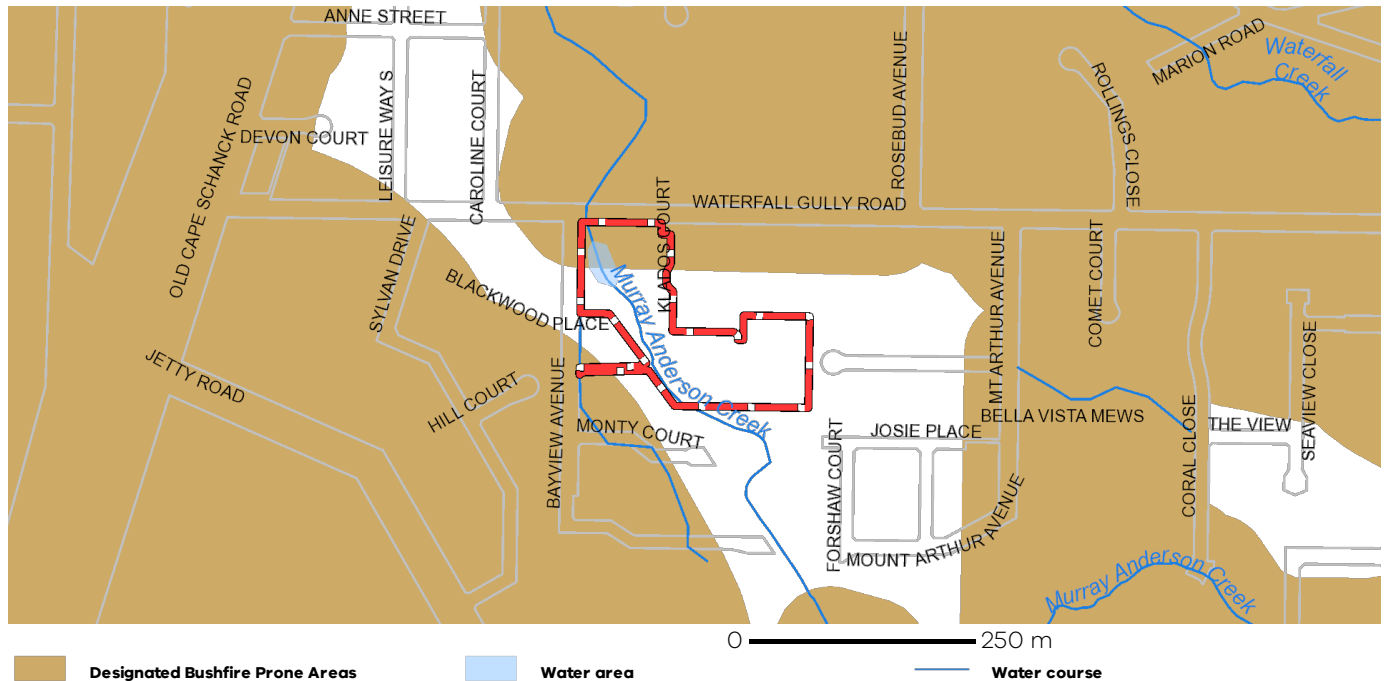 ANNE STREET
MARION ROAD
Waterfall
Creek
ROLLINGS CLOSE
ROSEBUD AVENUE
LEISURE WAY S
CAROLINE COURT
DEVON COURT
OLD CAPE SCHANCK ROAD
WATERFALL GULLY ROAD
KLADOS COURT
SYLVAN DRIVE
BLACKWOOD PLACE
Murray Anderson Creek
MT ARTHUR AVENUE
COMET COURT
JETTY ROAD
HILL COURT
BAYVIEW AVENUE
MONTY COURT
SEAVIEW CLOSE
BELLA VISTA MEWS
THE VIEW
JOSIE PLACE
CORAL CLOSE
FORSHAW COURT
MOUNT ARTHUR AVENUE
Murray Anderson Creek
0 250 m
Designated Bushfire Prone Areas
Water area
Water course